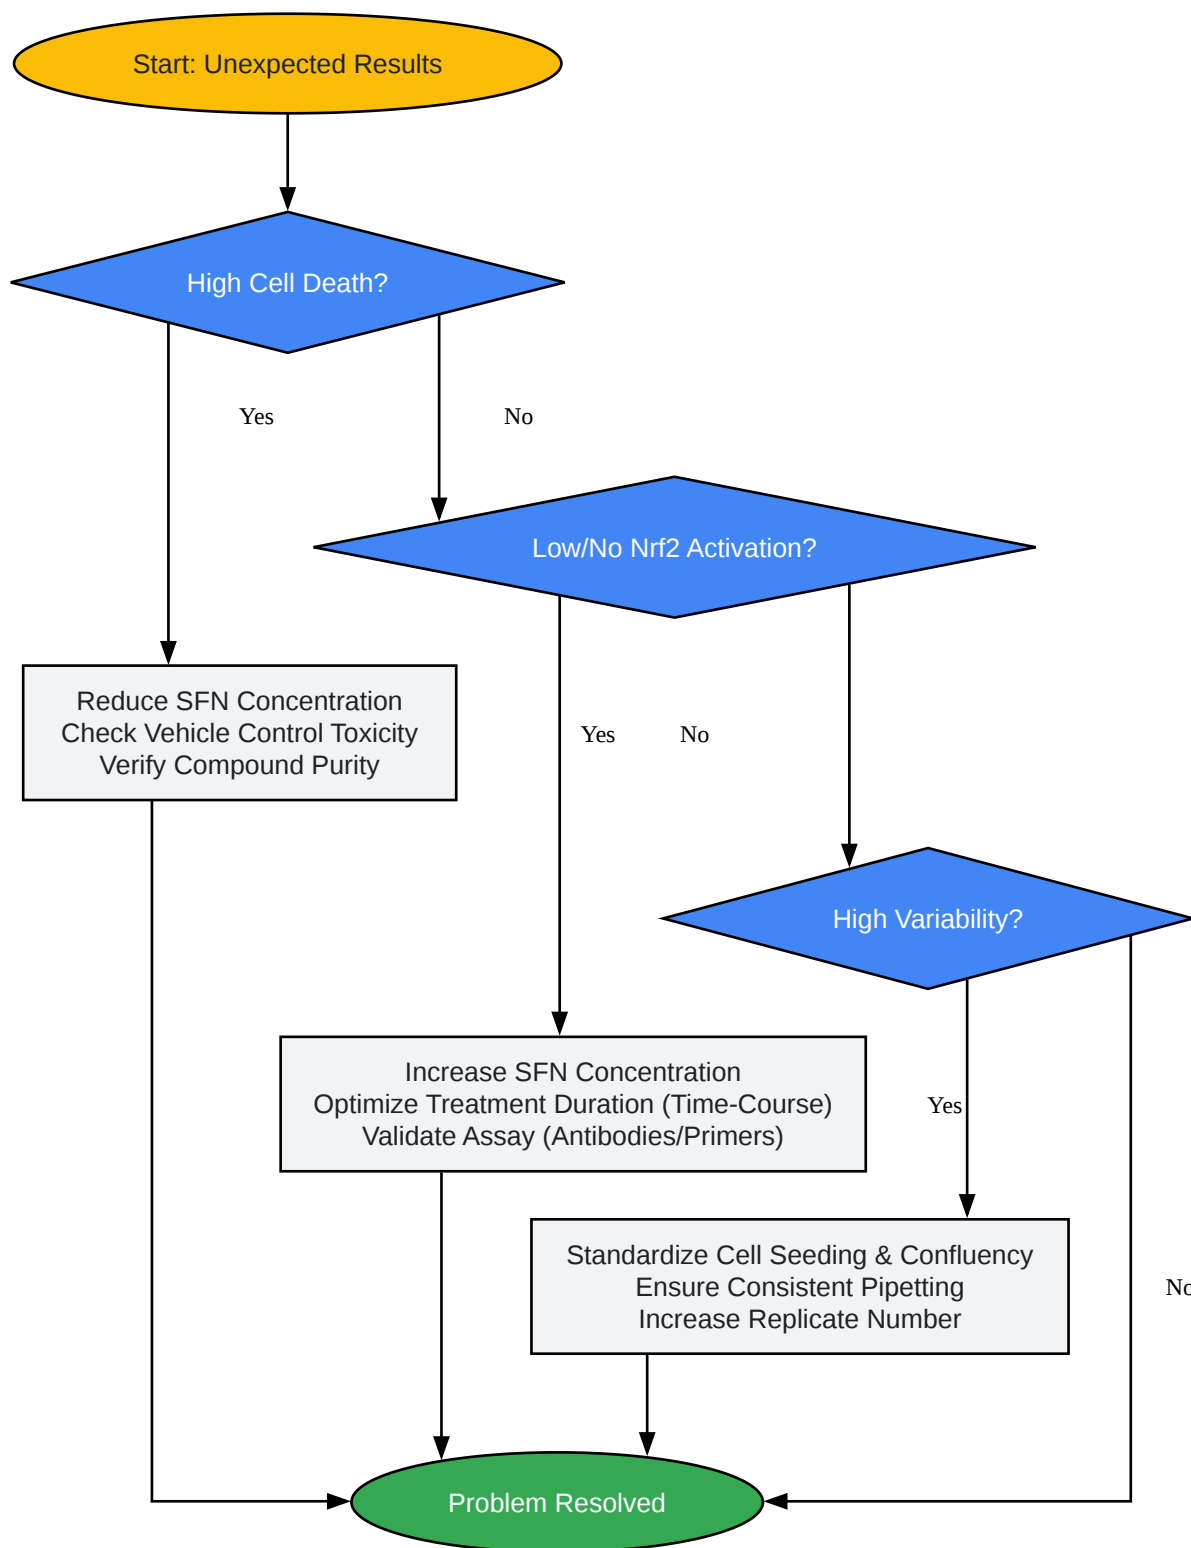 Start: Unexpected Results
High Cell Death?
Yes
No
Low/No Nrf2 Activation?
Reduce SFN Concentration
Check Vehicle Control Toxicity
Verify Compound Purity
Yes
No
High Variability?
Increase SFN Concentration
Optimize Treatment Duration (Time-Course)
Validate Assay (Antibodies/Primers)
Yes
Standardize Cell Seeding & Confluency
Ensure Consistent Pipetting
Increase Replicate Number
No
Problem Resolved